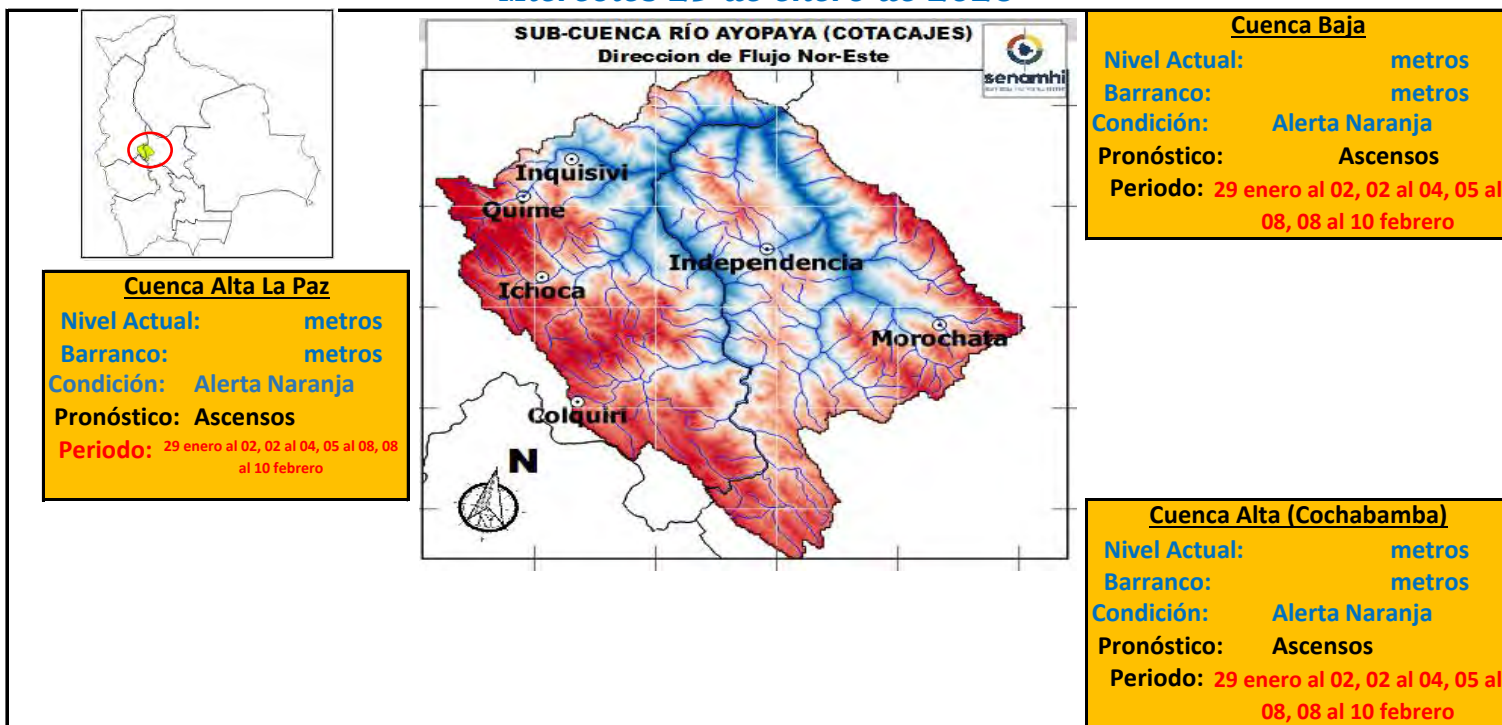 SUB-CUENCA RÍO AYOPAYA (COTACAJES)
Direccion de Flujo Nor-Este
senamhi
Inquisivi
Quime
Independencia
Ichoca
Morochata
Colquiri
N
Cuenca Alta La Paz
Nivel Actual: metros
Barranco: metros
Condición: Alerta Naranja
Pronóstico: Ascensos
Periodo: 29 enero al 02, 02 al 04, 05 al 08, 08
al 10 febrero
Cuenca Baja
Nivel Actual: metros
Barranco: metros
Condición: Alerta Naranja
Pronóstico: Ascensos
Periodo: 29 enero al 02, 02 al 04, 05 al
08, 08 al 10 febrero
Cuenca Alta (Cochabamba)
Nivel Actual: metros
Barranco: metros
Condición: Alerta Naranja
Pronóstico: Ascensos
Periodo: 29 enero al 02, 02 al 04, 05 al
08, 08 al 10 febrero